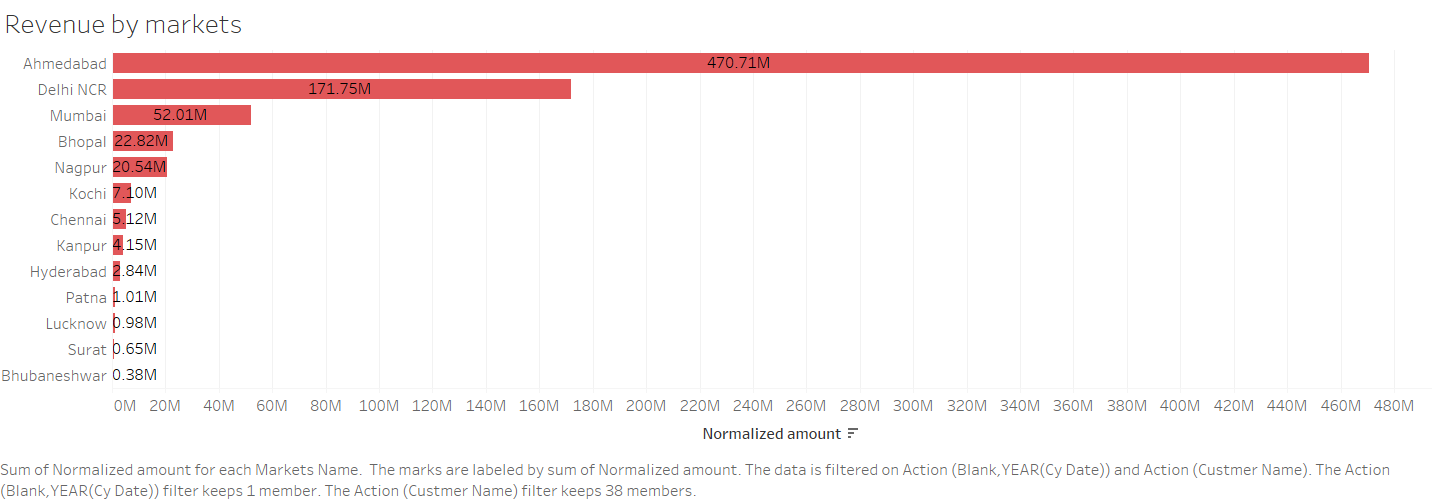 Revenue by markets
Ahmedabad 470.71M
Delhi NCR 171.75M
Mumbai 52.01M
Bhopal 22.82M
Nagpur 20.54M
Kochi 7.10M
Chennai 5.12M
Kanpur 4.15M
Hyderabad 2.84M
Patna 1.01M
Lucknow 0.98M
Surat 0.65M
Bhubaneshwar 0.38M
0M 20M 40M 60M 80M 100M 120M 140M 160M 180M 200M 220M 240M 260M 280M 300M 320M 340M 360M 380M 400M 420M 440M 460M 480M
Normalized amount
Sum of Normalized amount for each Markets Name. The marks are labeled by sum of Normalized amount. The data is filtered on Action (Blank,YEAR(Cy Date)) and Action (Custmer Name). The Action
(Blank,YEAR(Cy Date)) filter keeps 1 member. The Action (Custmer Name) filter keeps 38 members.